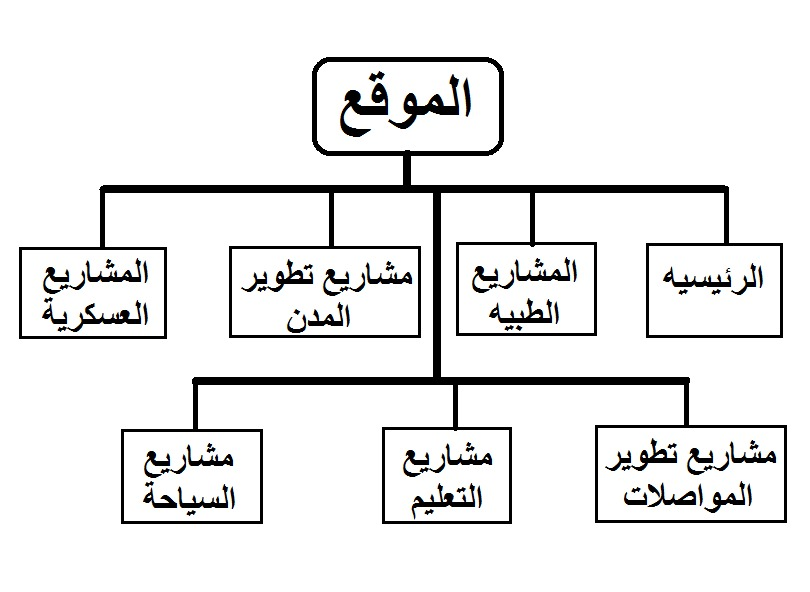 الموقع
الرئيسيه
المشاريع
الطبيه
مشاريع تطوير
المدن
المشاريع
العسكرية
مشاريع تطوير
المواصلات
مشاريع
التعليم
مشاريع
السياحة